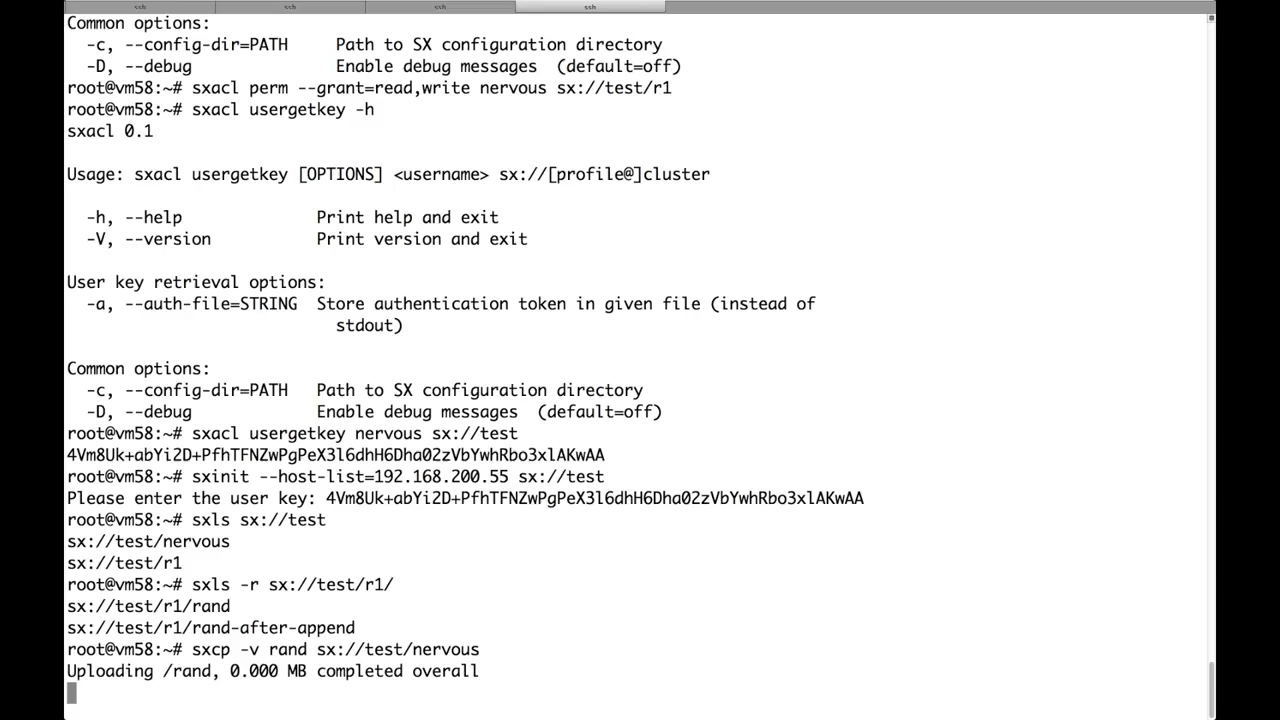 ssh ssh ssh ssh
Common options:
-c, --config-dir=PATH Path to SX configuration directory
-D, --debug Enable debug messages (default=off)
root@vm58:~# sxacl perm --grant=read,write nervous sx://test/r1
root@vm58:~# sxacl usergetkey -h
sxacl 0.1
Usage: sxacl usergetkey [OPTIONS] <username> sx://[profile@]cluster
-h, --help Print help and exit
-V, --version Print version and exit
User key retrieval options:
-a, --auth-file=STRING Store authentication token in given file (instead of
stdout)
Common options:
-c, --config-dir=PATH Path to SX configuration directory
-D, --debug Enable debug messages (default=off)
root@vm58:~# sxacl usergetkey nervous sx://test
4Vm8Uk+abYi2D+PfhTFNZwPgPeX3l6dhH6Dha02zVbYwhRbo3xlAKwAA
root@vm58:~# sxinit --host-list=192.168.200.55 sx://test
Please enter the user key: 4Vm8Uk+abYi2D+PfhTFNZwPgPeX3l6dhH6Dha02zVbYwhRbo3xlAKwAA
root@vm58:~# sxls sx://test
sx://test/nervous
sx://test/r1
root@vm58:~# sxls -r sx://test/r1/
sx://test/r1/rand
sx://test/r1/rand-after-append
root@vm58:~# sxcp -v rand sx://test/nervous
Uploading /rand, 0.000 MB completed overall